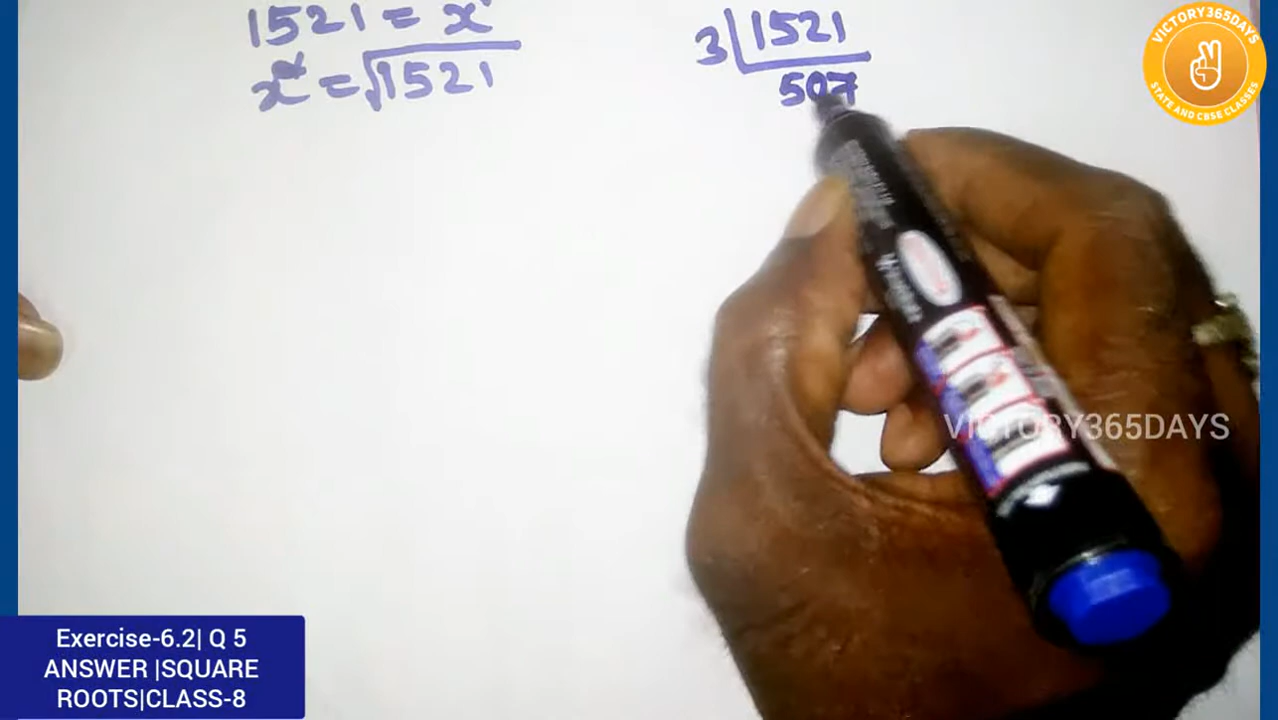 1521 = x
x = √1521
3 1521
507
VICTORY365DAYS
STATE AND CBSE CLASSES
VICTORY365DAYS
Exercise-6.2| Q 5
ANSWER |SQUARE
ROOTS|CLASS-8